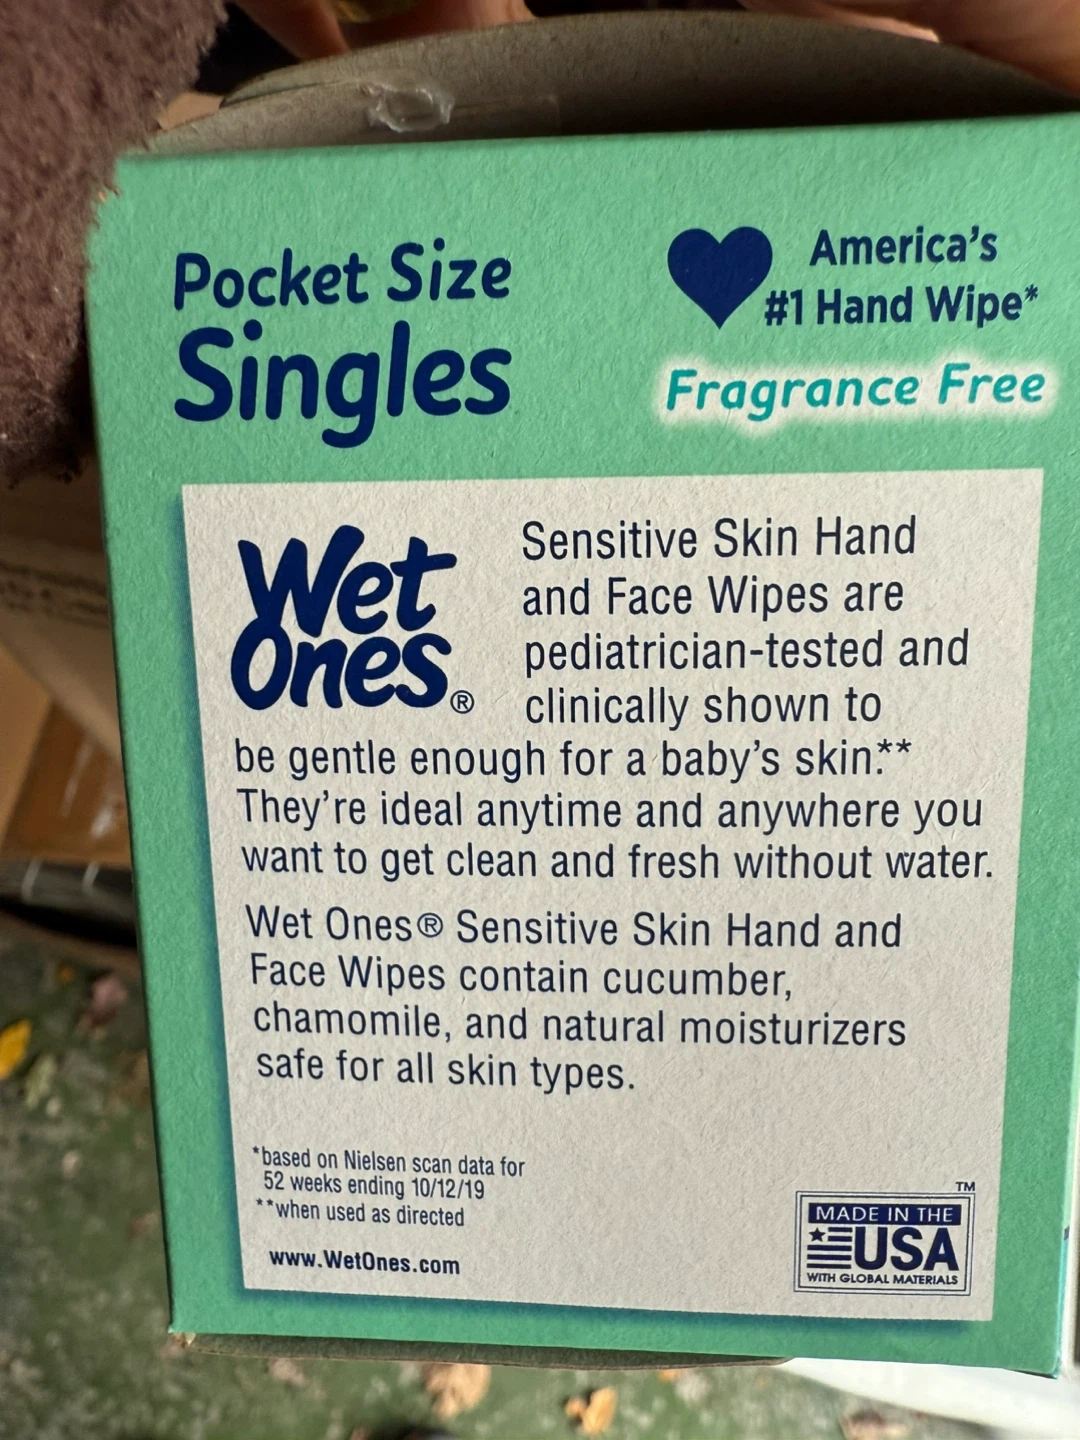 Pocket Size
Singles
America's
#1 Hand Wipe*
Fragrance Free
Wet
Ones®
Sensitive Skin Hand
and Face Wipes are
pediatrician-tested and
clinically shown to
be gentle enough for a baby's skin.**
They're ideal anytime and anywhere you
want to get clean and fresh without water.
Wet Ones® Sensitive Skin Hand and
Face Wipes contain cucumber,
chamomile, and natural moisturizers
safe for all skin types.
*based on Nielsen scan data for
52 weeks ending 10/12/19
**when used as directed
www.WetOnes.com
TM
MADE IN THE
USA
WITH GLOBAL MATERIALS